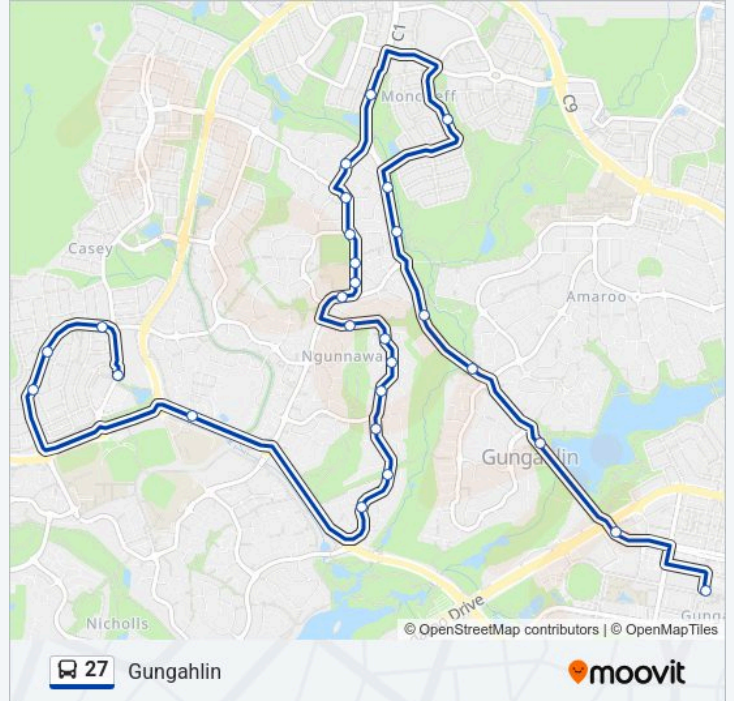 C1
Moncrieff
C9
Casey
Amaroo
Ngunnawal
Gungahlin
Drive
Nicholls
© OpenStreetMap contributors | © OpenMapTiles
27 Gungahlin
moovit